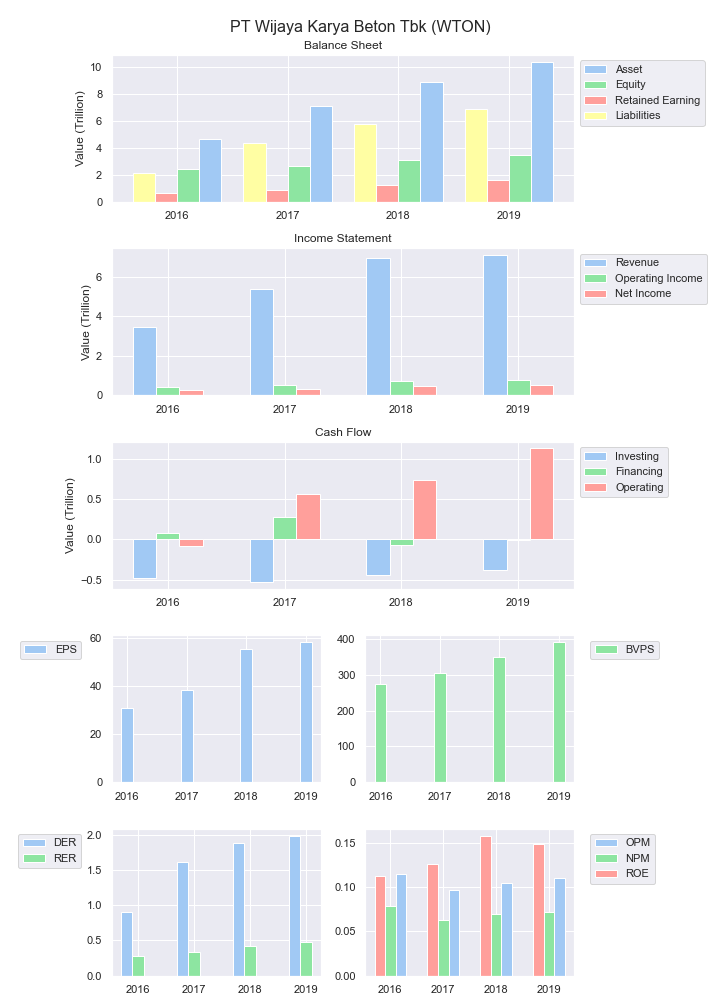 PT Wijaya Karya Beton Tbk (WTON)
Balance Sheet
Value (Trillion)
10
8
6
4
2
0
2016 2017 2018 2019
Asset
Equity
Retained Earning
Liabilities
Income Statement
Value (Trillion)
6
4
2
0
2016 2017 2018 2019
Revenue
Operating Income
Net Income
Cash Flow
Value (Trillion)
1.0
0.5
0.0
−0.5
2016 2017 2018 2019
Investing
Financing
Operating
EPS
60
40
20
0
2016 2017 2018 2019
400
300
200
100
0
2016 2017 2018 2019
BVPS
DER
RER
2.0
1.5
1.0
0.5
0.0
2016 2017 2018 2019
0.15
0.10
0.05
0.00
2016 2017 2018 2019
OPM
NPM
ROE